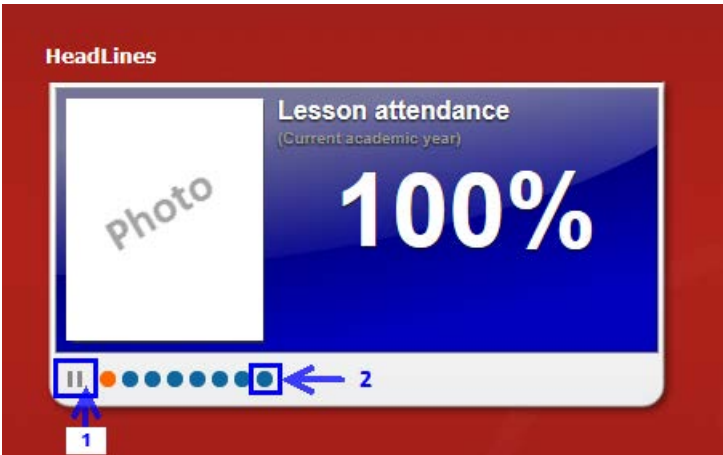 HeadLines
Lesson attendance
(Current academic year)
Photo
100%
2
1